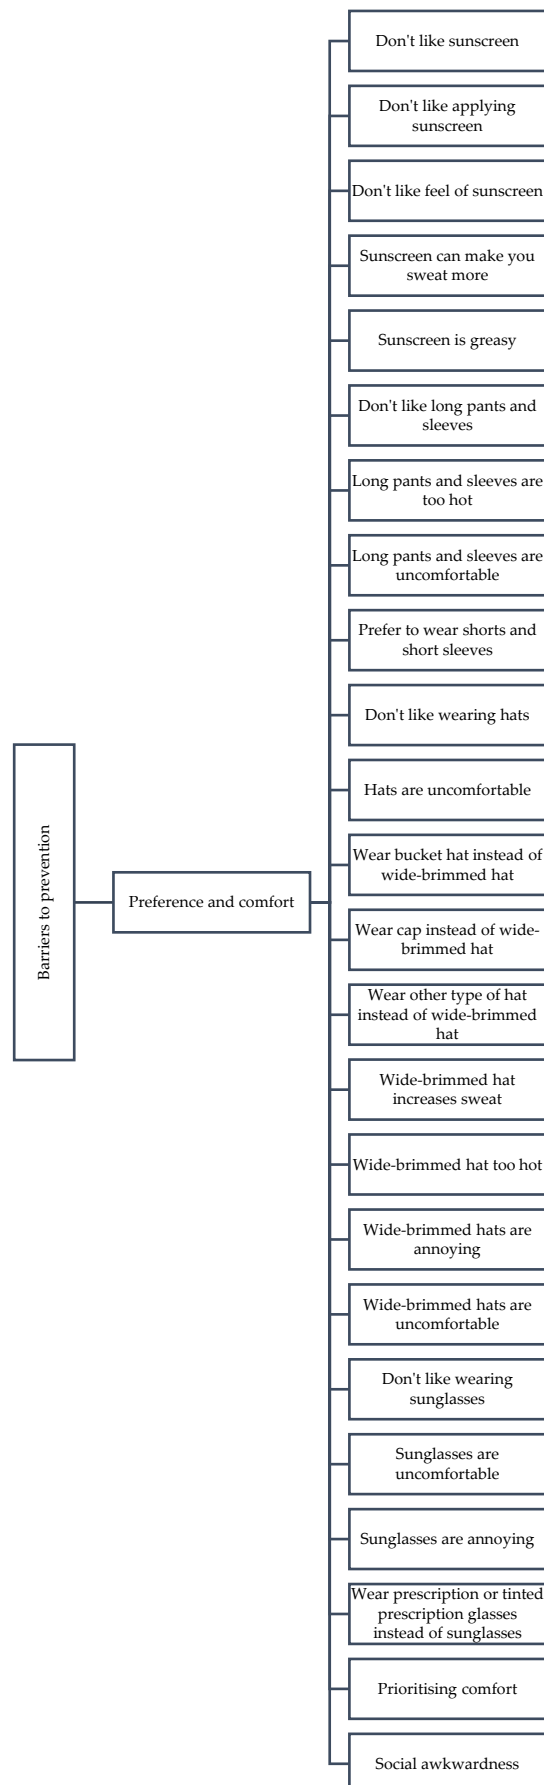 Don't like sunscreen
Don't like applying
sunscreen
Don't like feel of sunscreen
Sunscreen can make you
sweat more
Sunscreen is greasy
Don't like long pants and
sleeves
Long pants and sleeves are
too hot
Long pants and sleeves are
uncomfortable
Prefer to wear shorts and
short sleeves
Don't like wearing hats
Hats are uncomfortable
Barriers to prevention
Preference and comfort
Wear bucket hat instead of
wide-brimmed hat
Wear cap instead of wide-
brimmed hat
Wear other type of hat
instead of wide-brimmed
hat
Wide-brimmed hat
increases sweat
Wide-brimmed hat too hot
Wide-brimmed hats are
annoying
Wide-brimmed hats are
uncomfortable
Don't like wearing
sunglasses
Sunglasses are
uncomfortable
Sunglasses are annoying
Wear prescription or tinted
prescription glasses
instead of sunglasses
Prioritising comfort
Social awkwardness